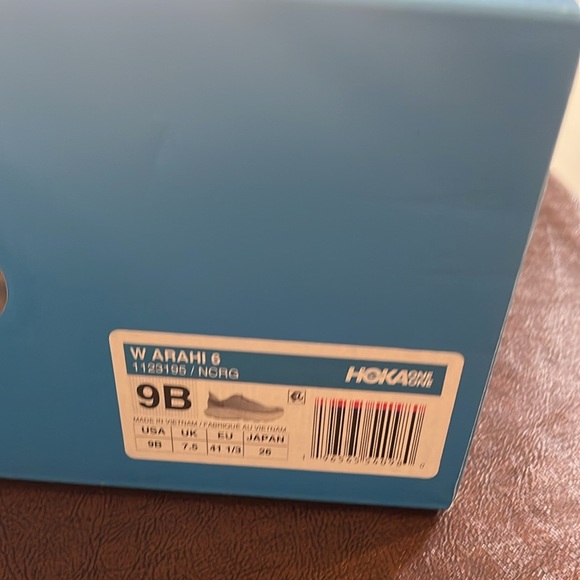 W ARAHI 6
1123195 / NCRG
HOKA ONE ONE
9B
MADE IN VIETNAM / FABRIQUE AU VIETNAM
USA UK EU JAPAN
9B 7.5 41 1/3 26